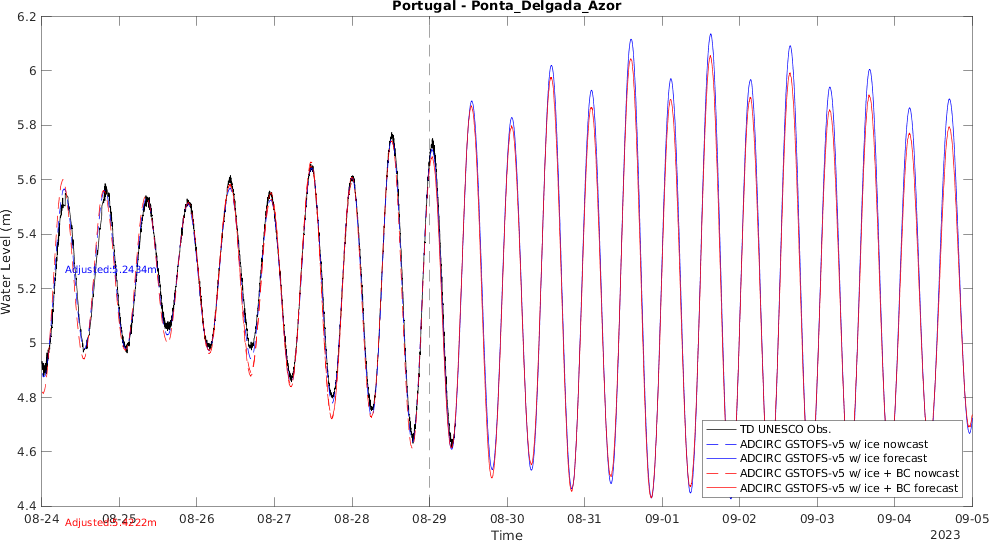 Portugal - Ponta_Delgada_Azor
6.2
6
5.8
5.6
5.4
5.2
5
4.8
4.6
4.4
Water Level (m)
Adjusted:5.2434m
Adjusted:5.4222m
TD UNESCO Obs.
ADCIRC GSTOFS-v5 w/ ice nowcast
ADCIRC GSTOFS-v5 w/ ice forecast
ADCIRC GSTOFS-v5 w/ ice + BC nowcast
ADCIRC GSTOFS-v5 w/ ice + BC forecast
08-24 08-25 08-26 08-27 08-28 08-29 08-30 08-31 09-01 09-02 09-03 09-04 09-05
Time
2023